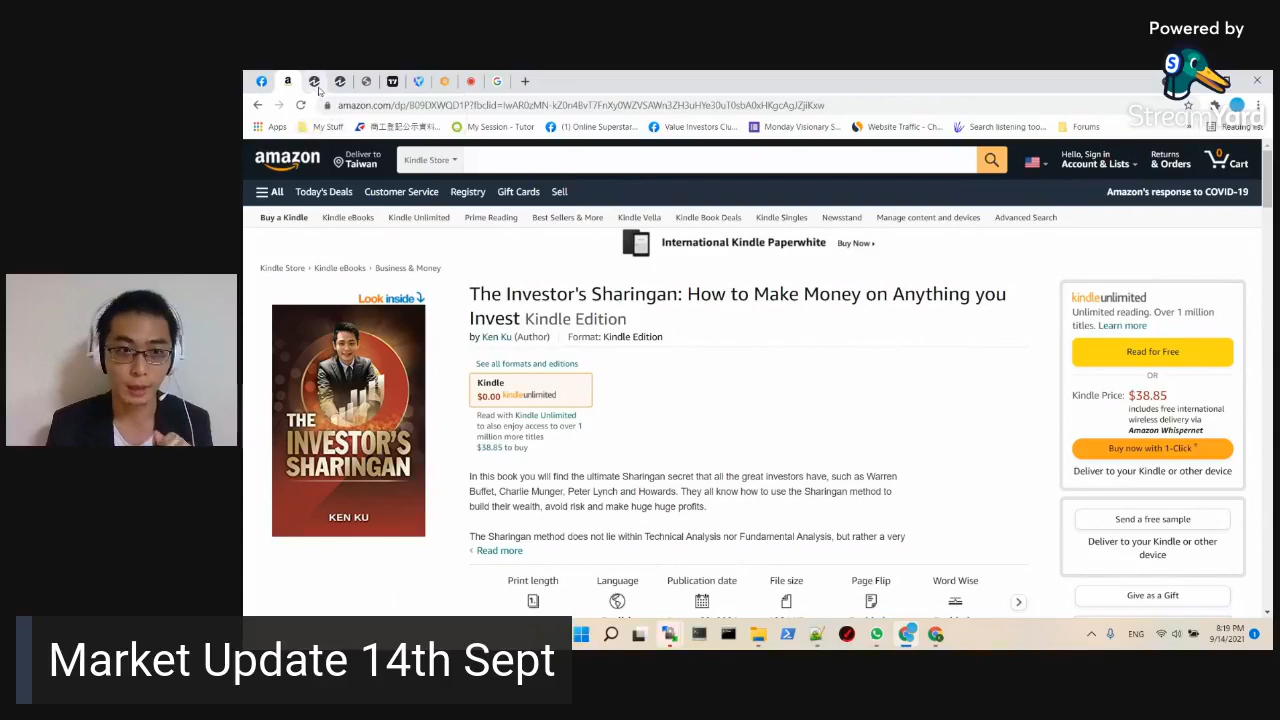 Powered by
StreamYard
amazon.com/dp/B09DXWQD1P?fbclid=
Apps My Stuff 商工登記公示資料... My Session - Tutor (1) Online Superstar... Value Investors Clu... Monday Visionary S... Website Traffic - Ch... Search listening too... Forums » Reading list
amazon
Deliver to
Taiwan
Kindle Store
Hello, Sign in
Account & Lists
Returns
& Orders
0
Cart
All Today's Deals Customer Service Registry Gift Cards Sell Amazon's response to COVID-19
Buy a Kindle Kindle eBooks Kindle Unlimited Prime Reading Best Sellers & More Kindle Vella Kindle Book Deals Kindle Singles Newsstand Manage content and devices Advanced Search
International Kindle Paperwhite Buy Now ›
Kindle Store › Kindle eBooks › Business & Money
Look inside
THE
INVESTOR'S
SHARINGAN
KEN KU
The Investor's Sharingan: How to Make Money on Anything you
Invest Kindle Edition
by Ken Ku (Author) Format: Kindle Edition
See all formats and editions
Kindle
$0.00 kindleunlimited
Read with Kindle Unlimited
to also enjoy access to over 1
million more titles
$38.85 to buy
In this book you will find the ultimate Sharingan secret that all the great investors have, such as Warren
Buffet, Charlie Munger, Peter Lynch and Howards. They all know how to use the Sharingan method to
build their wealth, avoid risk and make huge huge profits.
The Sharingan method does not lie within Technical Analysis nor Fundamental Analysis, but rather a very
‹ Read more
Print length Language Publication date File size Page Flip Word Wise
kindleunlimited
Unlimited reading. Over 1 million
titles. Learn more
Read for Free
OR
Kindle Price: $38.85
includes free international
wireless delivery via
Amazon Whispernet
Buy now with 1-Click ®
Deliver to your Kindle or other device
Send a free sample
Deliver to your Kindle or other
device
Give as a Gift
ENG
8:19 PM
9/14/2021
Market Update 14th Sept